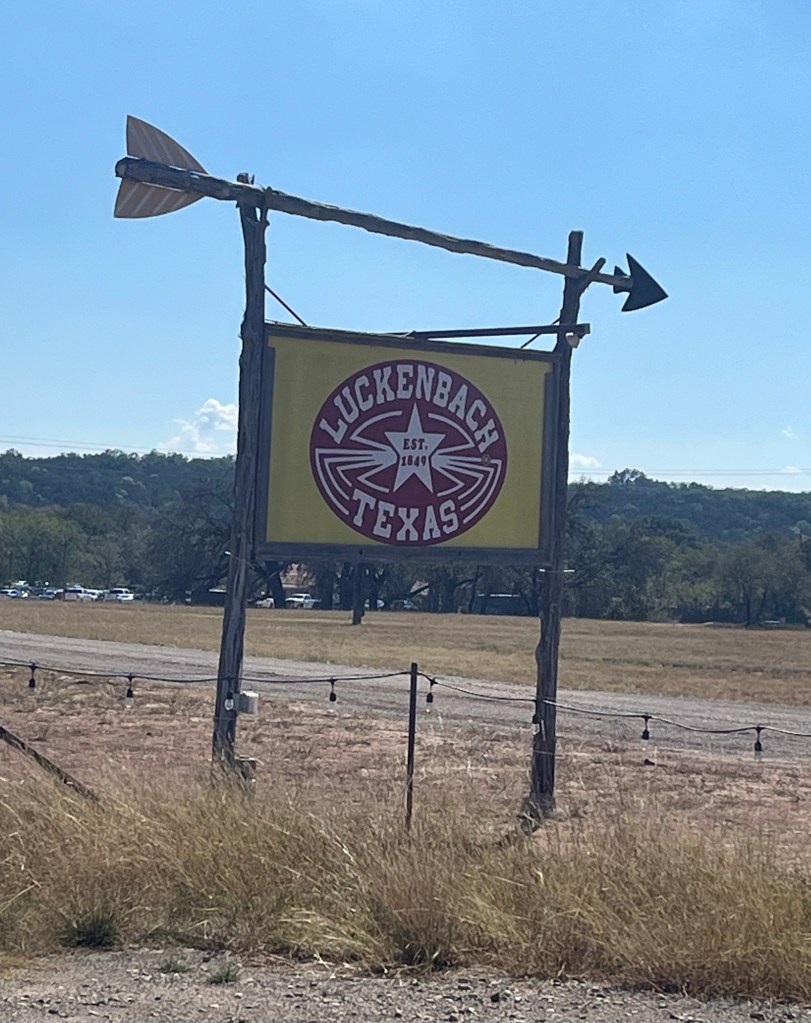 LUCKENBACH
EST.
1849
TEXAS